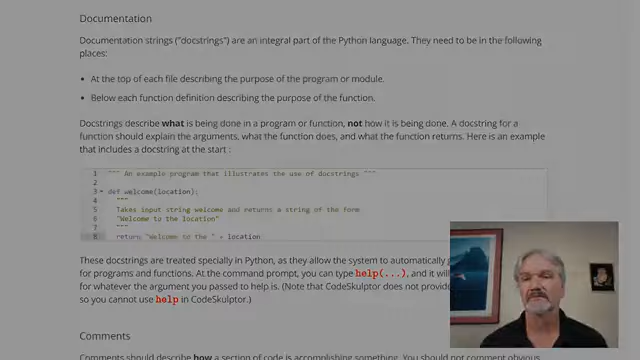 Documentation
Documentation strings ("docstrings") are an integral part of the Python language. They need to be in the following
places:
• At the top of each file describing the purpose of the program or module.
• Below each function definition describing the purpose of the function.
Docstrings describe what is being done in a program or function, not how it is being done. A docstring for a
function should explain the arguments, what the function does, and what the function returns. Here is an example
that includes a docstring at the start :
1 """ An example program that illustrates the use of docstrings """
2
3 def welcome(location):
4 """
5 Takes input string welcome and returns a string of the form
6 "Welcome to the location"
7 """
8 return "Welcome to the " + location
These docstrings are treated specially in Python, as they allow the system to automatically
for programs and functions. At the command prompt, you can type help(...), and it will
for whatever the argument you passed to help is. (Note that CodeSkulptor does not provid
so you cannot use help in CodeSkulptor.)
Comments
Comments should describe how a section of code is accomplishing something. You should not comment obvious